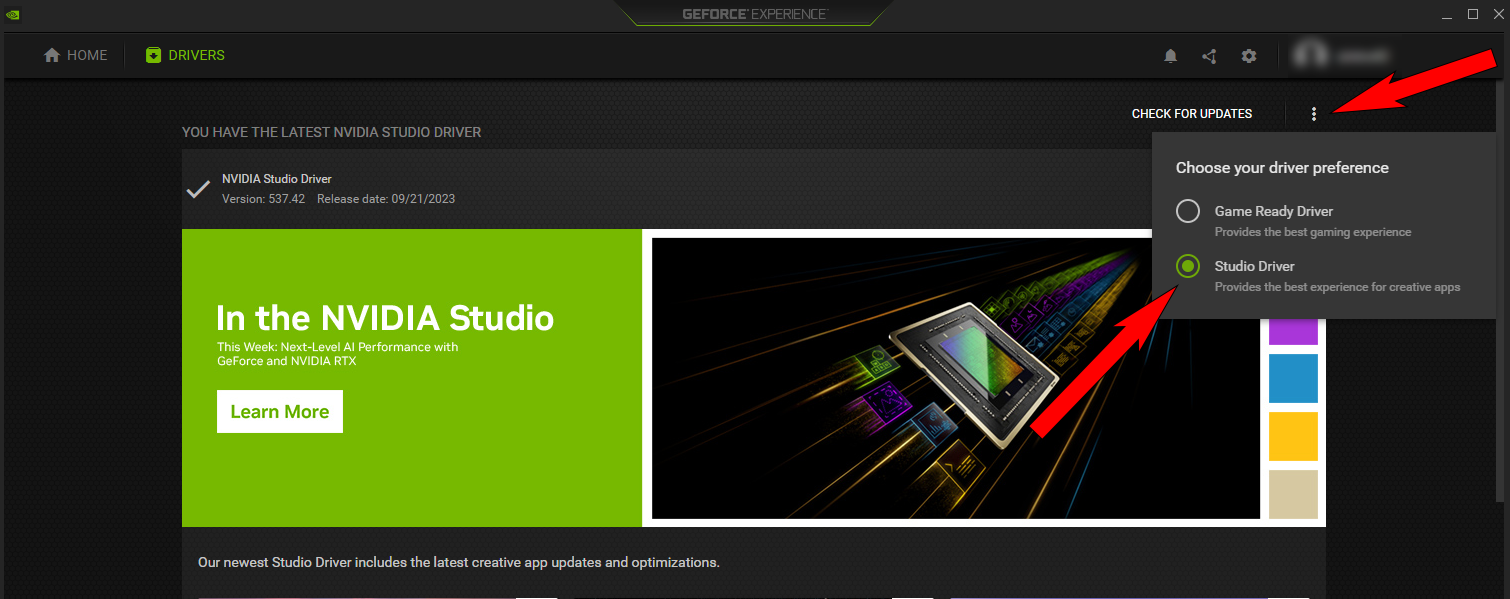 GEFORCE EXPERIENCE
HOME
DRIVERS
CHECK FOR UPDATES
YOU HAVE THE LATEST NVIDIA STUDIO DRIVER
Choose your driver preference
NVIDIA Studio Driver
Version: 537.42 Release date: 09/21/2023
Game Ready Driver
Provides the best gaming experience
Studio Driver
Provides the best experience for creative apps
In the NVIDIA Studio
This Week: Next-Level AI Performance with
GeForce and NVIDIA RTX
Learn More
Our newest Studio Driver includes the latest creative app updates and optimizations.